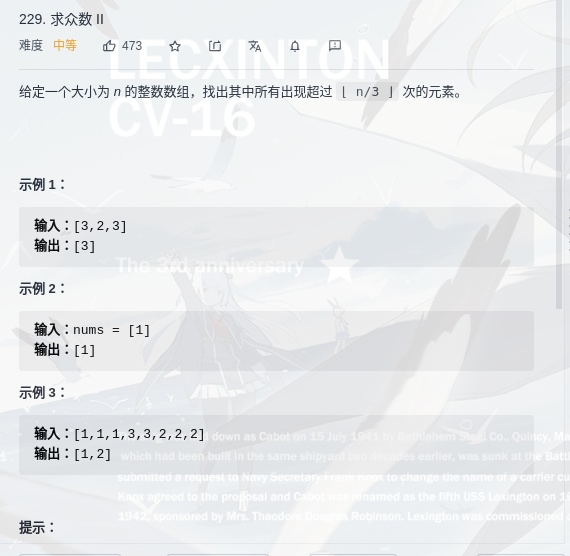 229. 求众数 II
难度 中等 473
LECXINTON
CV-16
给定一个大小为 n 的整数数组，找出其中所有出现超过 ⌊ n/3 ⌋ 次的元素。
示例 1：
输入：[3,2,3]
输出：[3]
The 3rd anniversary
示例 2：
输入：nums = [1]
输出：[1]
示例 3：
输入：[1,1,1,3,3,2,2,2]
输出：[1,2]
down as Cabot on 15 July 1941 by Bethlehem Steel Co., Quincy, Ma
which had been built in the same shipyard two decades earlier, was sunk at the Batt
submitted a request to Navy Secretary Frank Knox to change the name of a carrier cu
Knox agreed to the proposal and Cabot was renamed as the fifth USS Lexington on 1
1942, sponsored by Mrs. Theodore Douglas Robinson. Lexington was commissioned
提示：